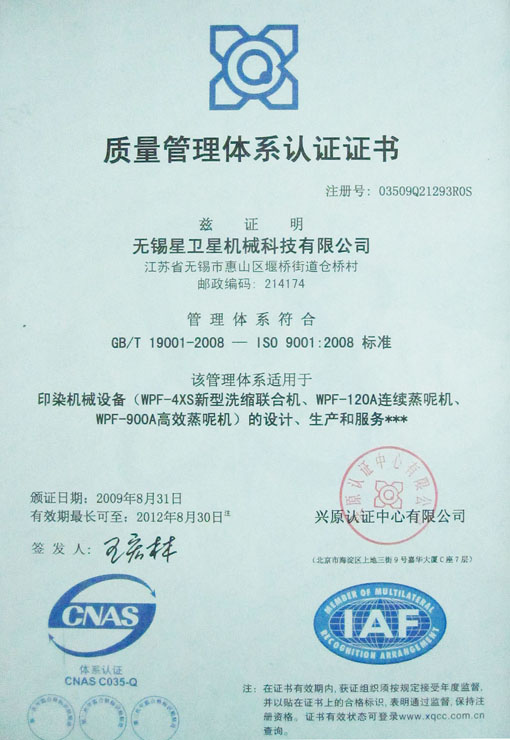 质量管理体系认证证书
注册号: 03509Q21293R0S
兹 证 明
无锡星卫星机械科技有限公司
江苏省无锡市惠山区堰桥街道仓桥村
邮政编码: 214174
管理体系符合
GB/T 19001-2008 — ISO 9001:2008 标准
该管理体系适用于
印染机械设备（WPF-4XS新型洗缩联合机、WPF-120A连续蒸呢机、
WPF-900A高效蒸呢机）的设计、生产和服务***
颁证日期: 2009年8月31日
有效期最长可至: 2012年8月30日注
兴原认证中心有限公司
签 发 人:
(北京市海淀区上地三街9号嘉华大厦C座7层)
CNAS
体系认证
CNAS C035-Q
MEMBER OF MULTILATERAL
IAF
RECOGNITION ARRANGEMENT
注: 在证书有效期内, 获证组织须按规定接受年度监督,
并以贴在证书上的合格标识, 表明通过监督, 保持注
册资格。证书有效状态可登录www.xqcc.com.cn
查询。